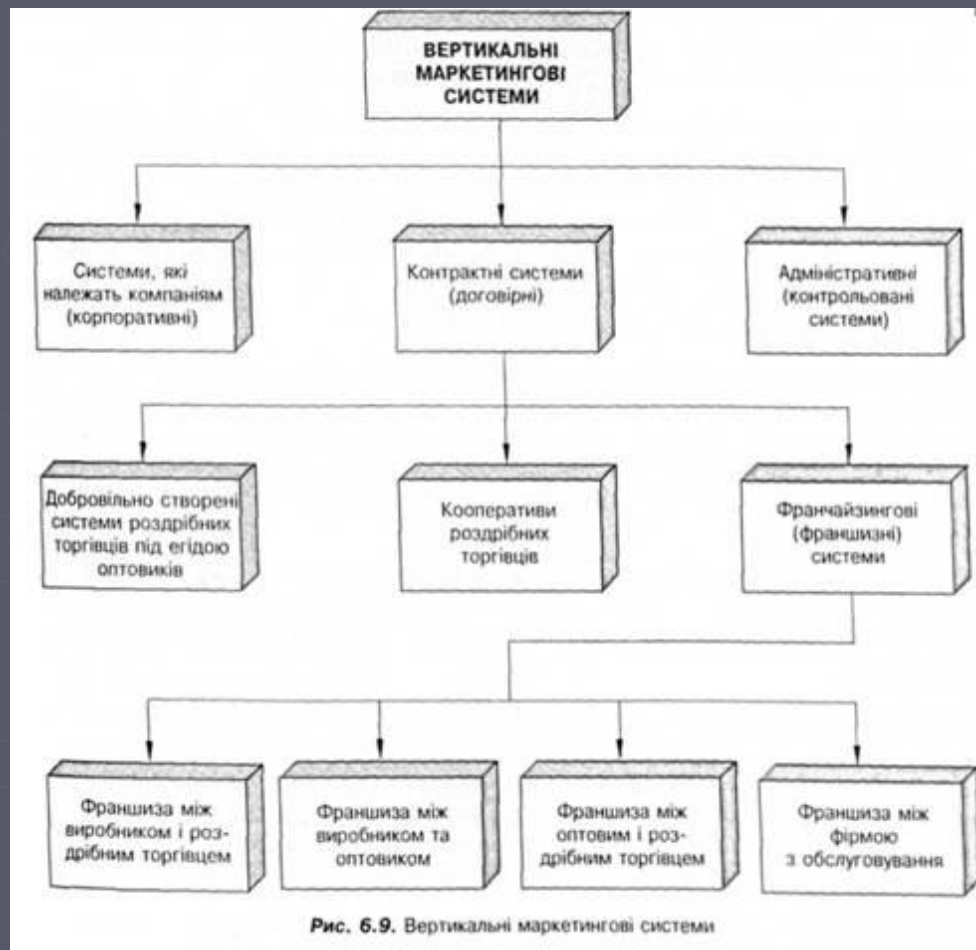 ВЕРТИКАЛЬНІ
МАРКЕТИНГОВІ
СИСТЕМИ
Системи, які
належать компаніям
(корпоративні)
Контрактні системи
(договірні)
Адміністративні
(контрольовані
системи)
Добровільно створені
системи роздрібних
торгівців під егідою
оптовиків
Кооперативи
роздрібних
торгівців
Франчайзингові
(франшизні)
системи
Франшиза між
виробником і роз-
дрібним торгівцем
Франшиза між
виробником та
оптовиком
Франшиза між
оптовим і роз-
дрібним торгівцем
Франшиза між
фірмою
з обслуговування
Рис. 6.9. Вертикальні маркетингові системи